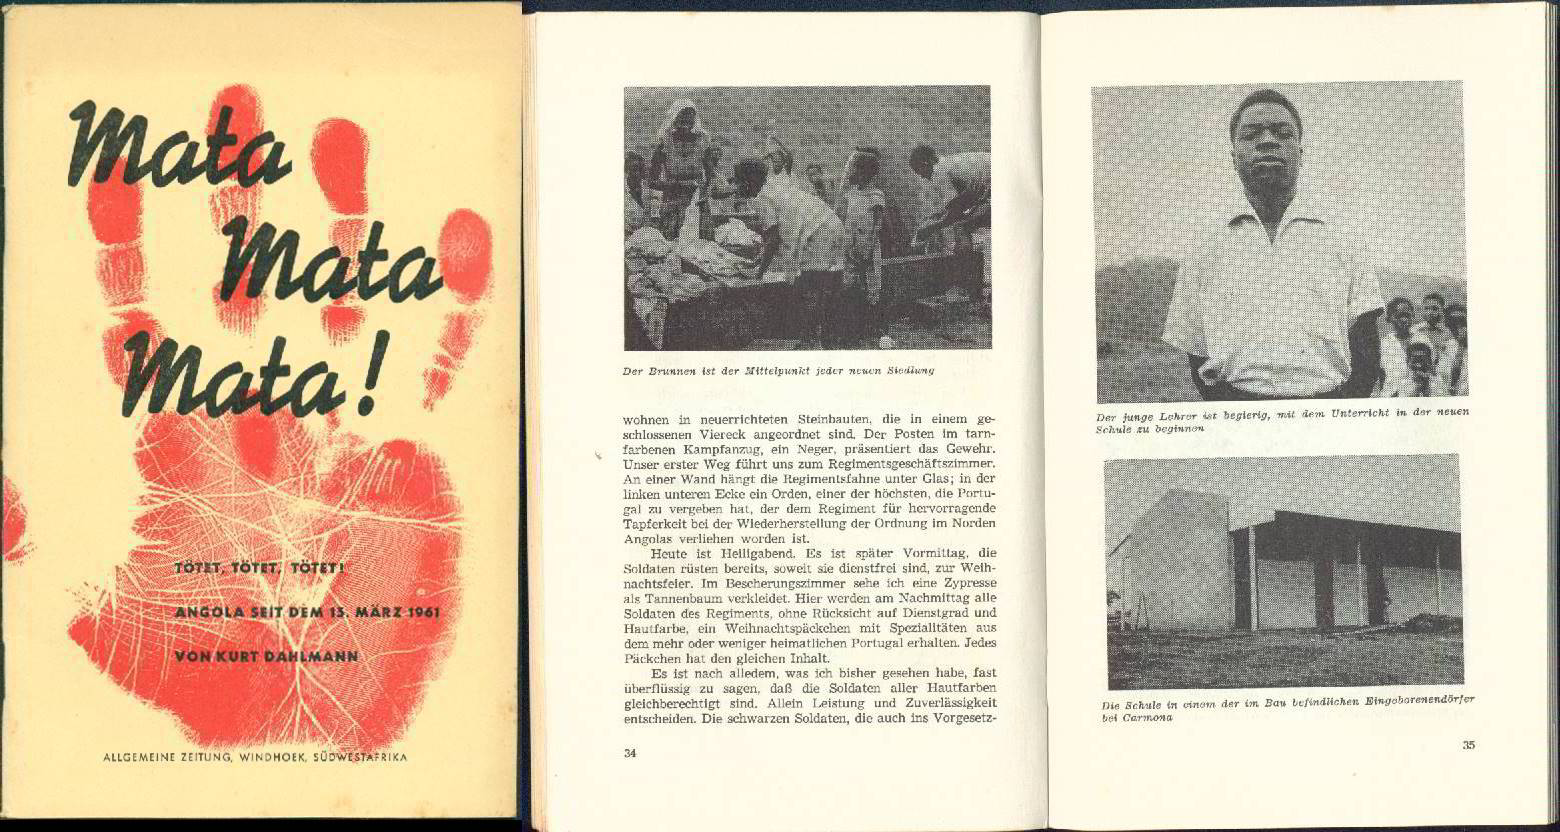 Mata
Mata
Mata!
TÖTET, TÖTET, TÖTET!
ANGOLA SEIT DEM 13. MÄRZ 1961
VON KURT DAHLMANN
ALLGEMEINE ZEITUNG, WINDHOEK, SÜDWESTAFRIKA
Der Brunnen ist der Mittelpunkt jeder neuen Siedlung
wohnen in neuerrichteten Steinbauten, die in einem ge-
schlossenen Viereck angeordnet sind. Der Posten im tarn-
farbenen Kampfanzug, ein Neger, präsentiert das Gewehr.
Unser erster Weg führt uns zum Regimentsgeschäftszimmer.
An einer Wand hängt die Regimentsfahne unter Glas; in der
linken unteren Ecke ein Orden, einer der höchsten, die Portu-
gal zu vergeben hat, der dem Regiment für hervorragende
Tapferkeit bei der Wiederherstellung der Ordnung im Norden
Angolas verliehen worden ist.
Heute ist Heiligabend. Es ist später Vormittag, die
Soldaten rüsten bereits, soweit sie dienstfrei sind, zur Weih-
nachtsfeier. Im Bescherungszimmer sehe ich eine Zypresse
als Tannenbaum verkleidet. Hier werden am Nachmittag alle
Soldaten des Regiments, ohne Rücksicht auf Dienstgrad und
Hautfarbe, ein Weihnachtspäckchen mit Spezialitäten aus
dem mehr oder weniger heimatlichen Portugal erhalten. Jedes
Päckchen hat den gleichen Inhalt.
Es ist nach alledem, was ich bisher gesehen habe, fast
überflüssig zu sagen, daß die Soldaten aller Hautfarben
gleichberechtigt sind. Allein Leistung und Zuverlässigkeit
entscheiden. Die schwarzen Soldaten, die auch ins Vorgesetz-
34
Der junge Lehrer ist begierig, mit dem Unterricht in der neuen
Schule zu beginnen
Die Schule in einem der im Bau befindlichen Eingeborenendörfer
bei Carmona
35